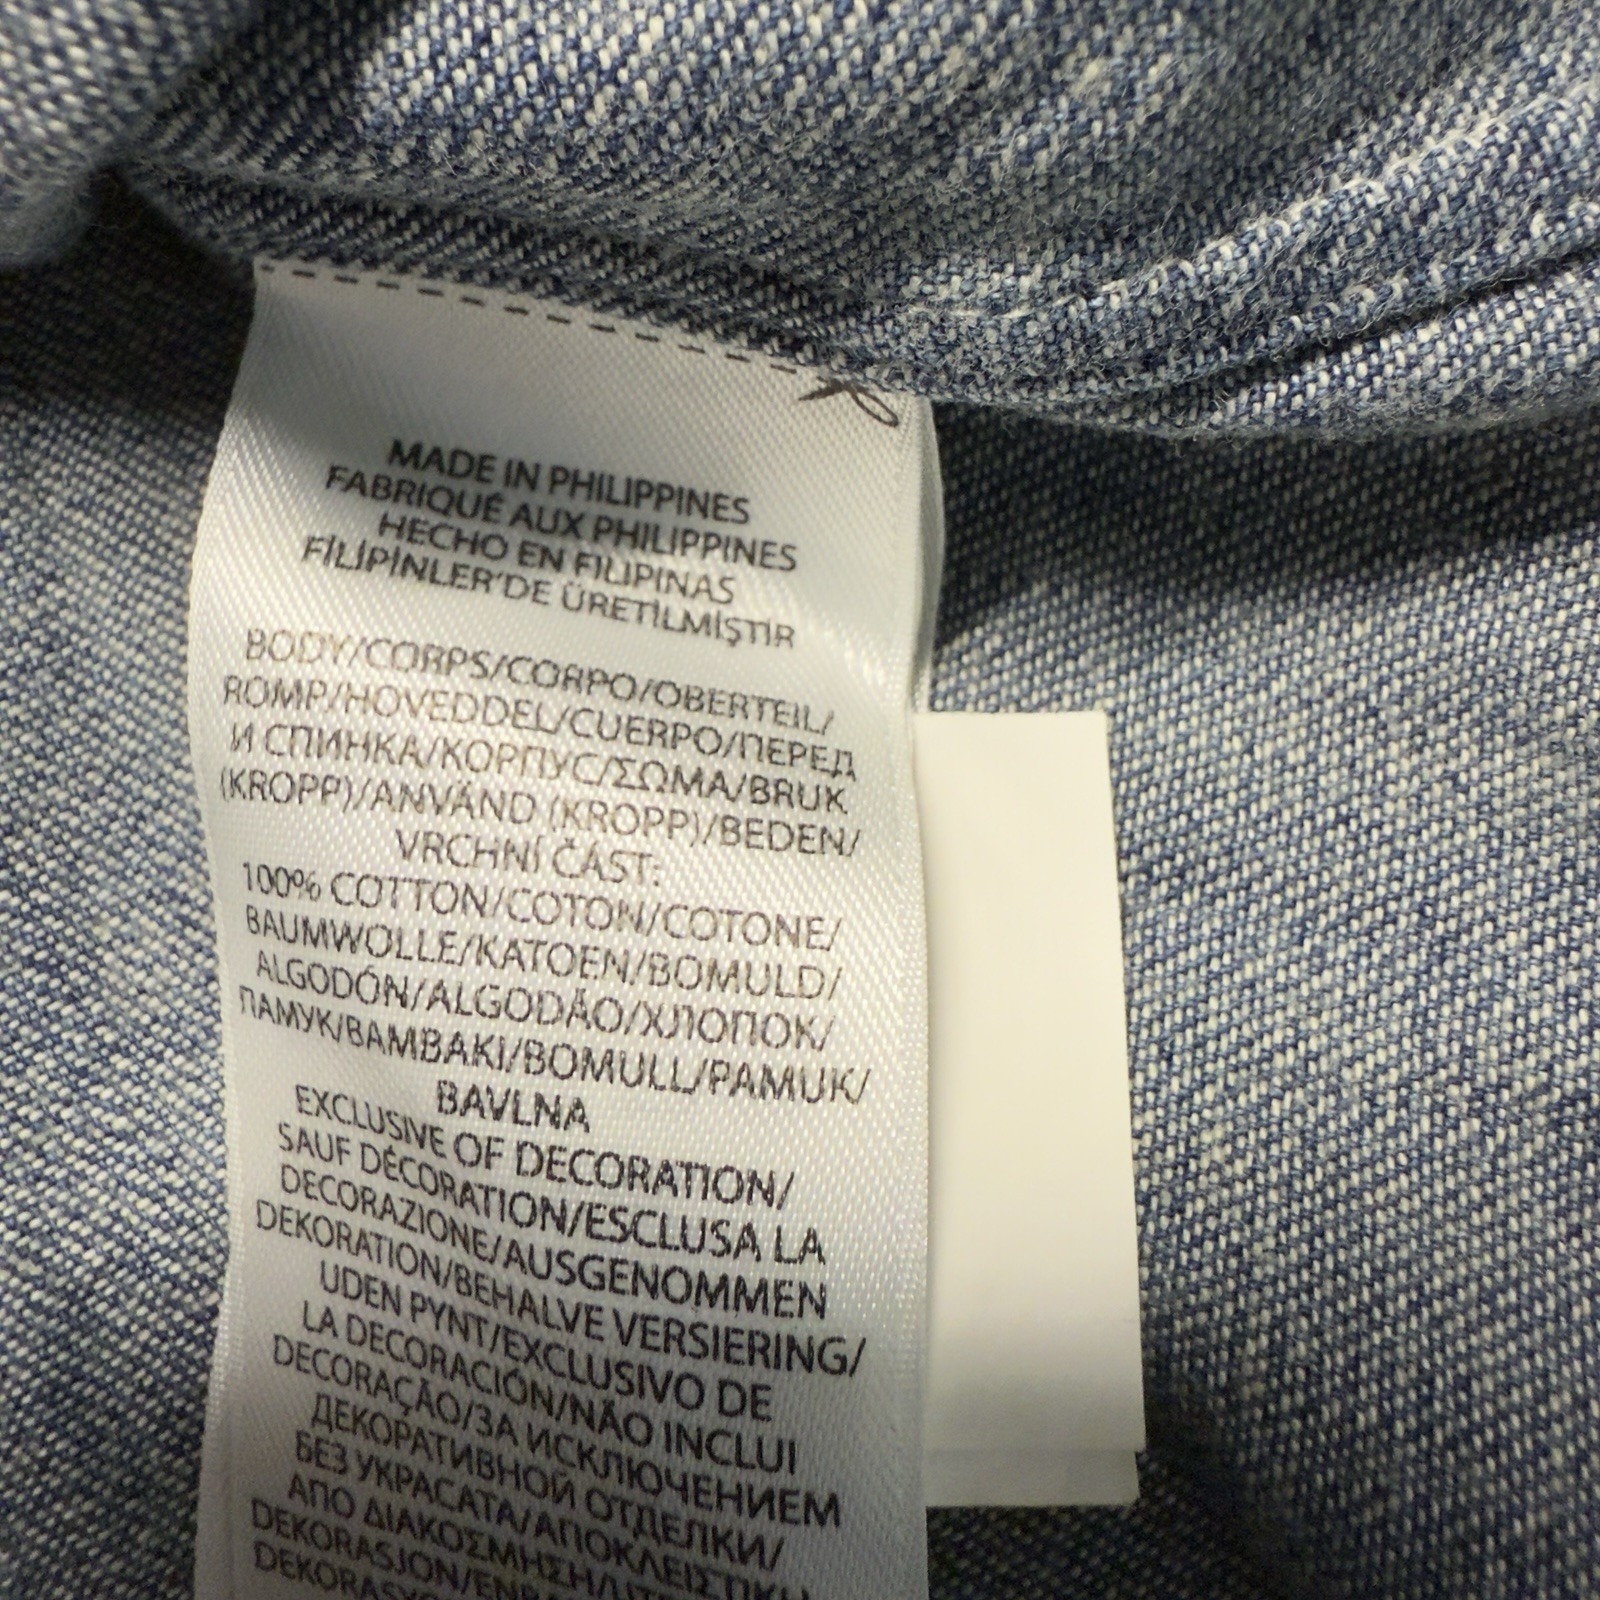 MADE IN PHILIPPINES
FABRIQUÉ AUX PHILIPPINES
HECHO EN FILIPINAS
FİLİPİNLER'DE ÜRETİLMİŞTİR
BODY/CORPS/CORPO/OBERTEIL/
ROMP/HOVEDDEL/CUERPO/ПЕРЕД
И СПИНКА/КОРПУС/ΣΩΜΑ/BRUK
(KROPP)/ANVÄND (KROPP)/BEDEN/
VRCHNÍ ČÁST:
100% COTTON/COTON/COTONE/
BAUMWOLLE/KATOEN/BOMULD/
ALGODÓN/ALGODÃO/ХЛОПОК/
ПАМУК/ΒΑΜΒΑΚΙ/BOMULL/PAMUK/
BAVLNA
EXCLUSIVE OF DECORATION/
SAUF DÉCORATION/ESCLUSA LA
DECORAZIONE/AUSGENOMMEN
DEKORATION/BEHALVE VERSIERING/
UDEN PYNT/EXCLUSIVO DE
LA DECORACIÓN/NÃO INCLUI
DECORAÇÃO/ЗА ИСКЛЮЧЕНИЕМ
ДЕКОРАТИВНОЙ ОТДЕЛКИ/
БЕЗ УКРАСАТА/ΑΠΟΚΛΕΙΣΤΙΚΗ
ΑΠΟ ΔΙΑΚΟΣΜΗΣΗ/
DEKORASJON/